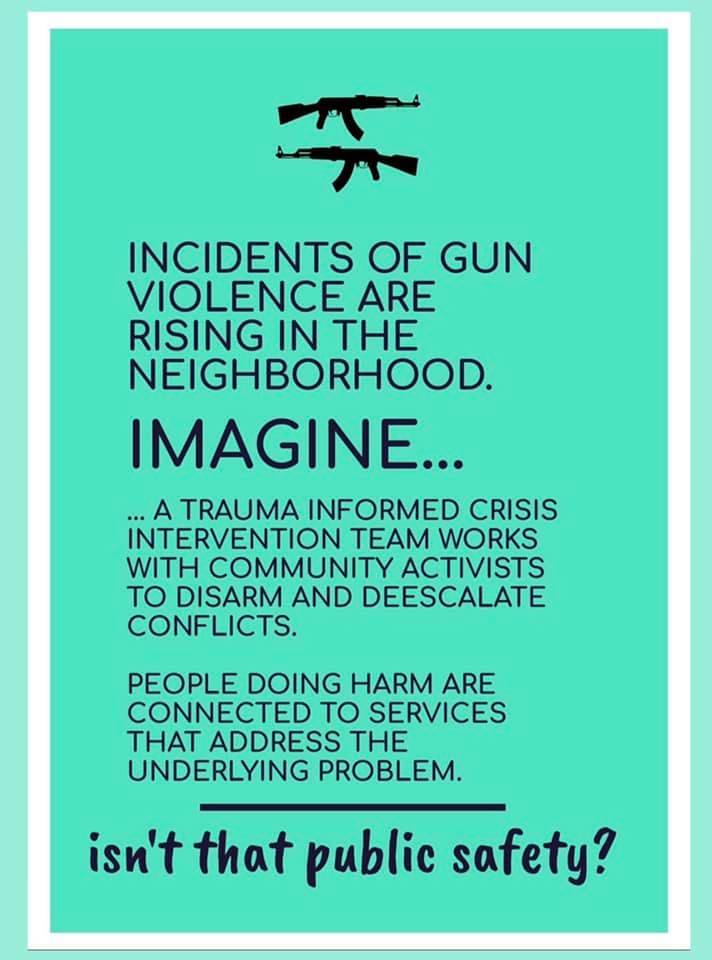 INCIDENTS OF GUN
VIOLENCE ARE
RISING IN THE
NEIGHBORHOOD.
IMAGINE...
... A TRAUMA INFORMED CRISIS
INTERVENTION TEAM WORKS
WITH COMMUNITY ACTIVISTS
TO DISARM AND DEESCALATE
CONFLICTS.
PEOPLE DOING HARM ARE
CONNECTED TO SERVICES
THAT ADDRESS THE
UNDERLYING PROBLEM.
isn't that public safety?